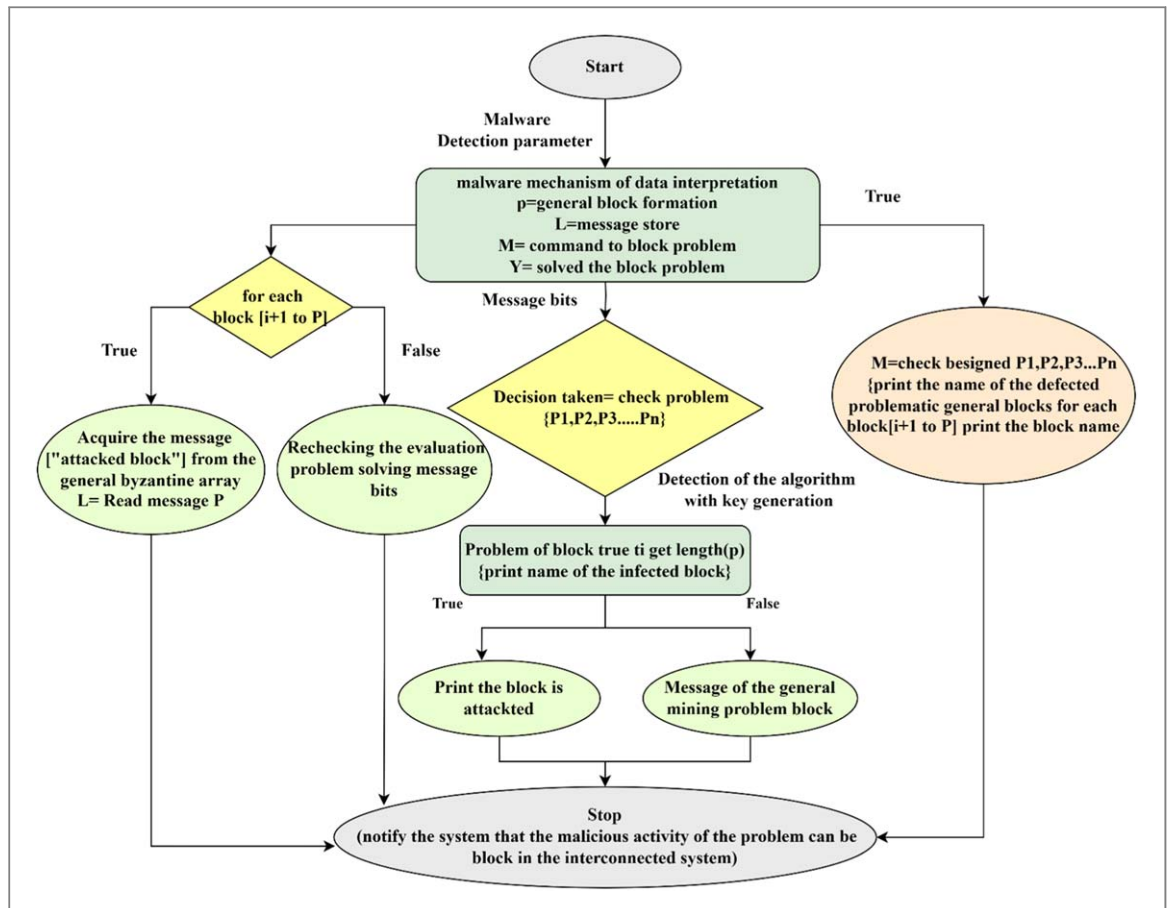 Start
Malware
Detection parameter
malware mechanism of data interpretation
p=general block formation
L=message store
M= command to block problem
Y= solved the block problem
True
for each
block [i+1 to P]
Message bits
True
False
Decision taken= check problem
{P1,P2,P3.....Pn}
M=check besigned P1,P2,P3...Pn
{print the name of the defected
problematic general blocks for each
block[i+1 to P] print the block name
Acquire the message
["attacked block"] from the
general byzantine array
L= Read message P
Rechecking the evaluation
problem solving message
bits
Detection of the algorithm
with key generation
Problem of block true ti get length(p)
{print name of the infected block}
True
False
Print the block is
attackted
Message of the general
mining problem block
Stop
(notify the system that the malicious activity of the problem can be
block in the interconnected system)